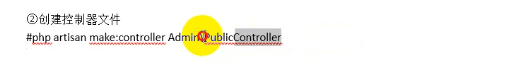 ②创建控制器文件
#php artisan make:controller Admin/PublicController